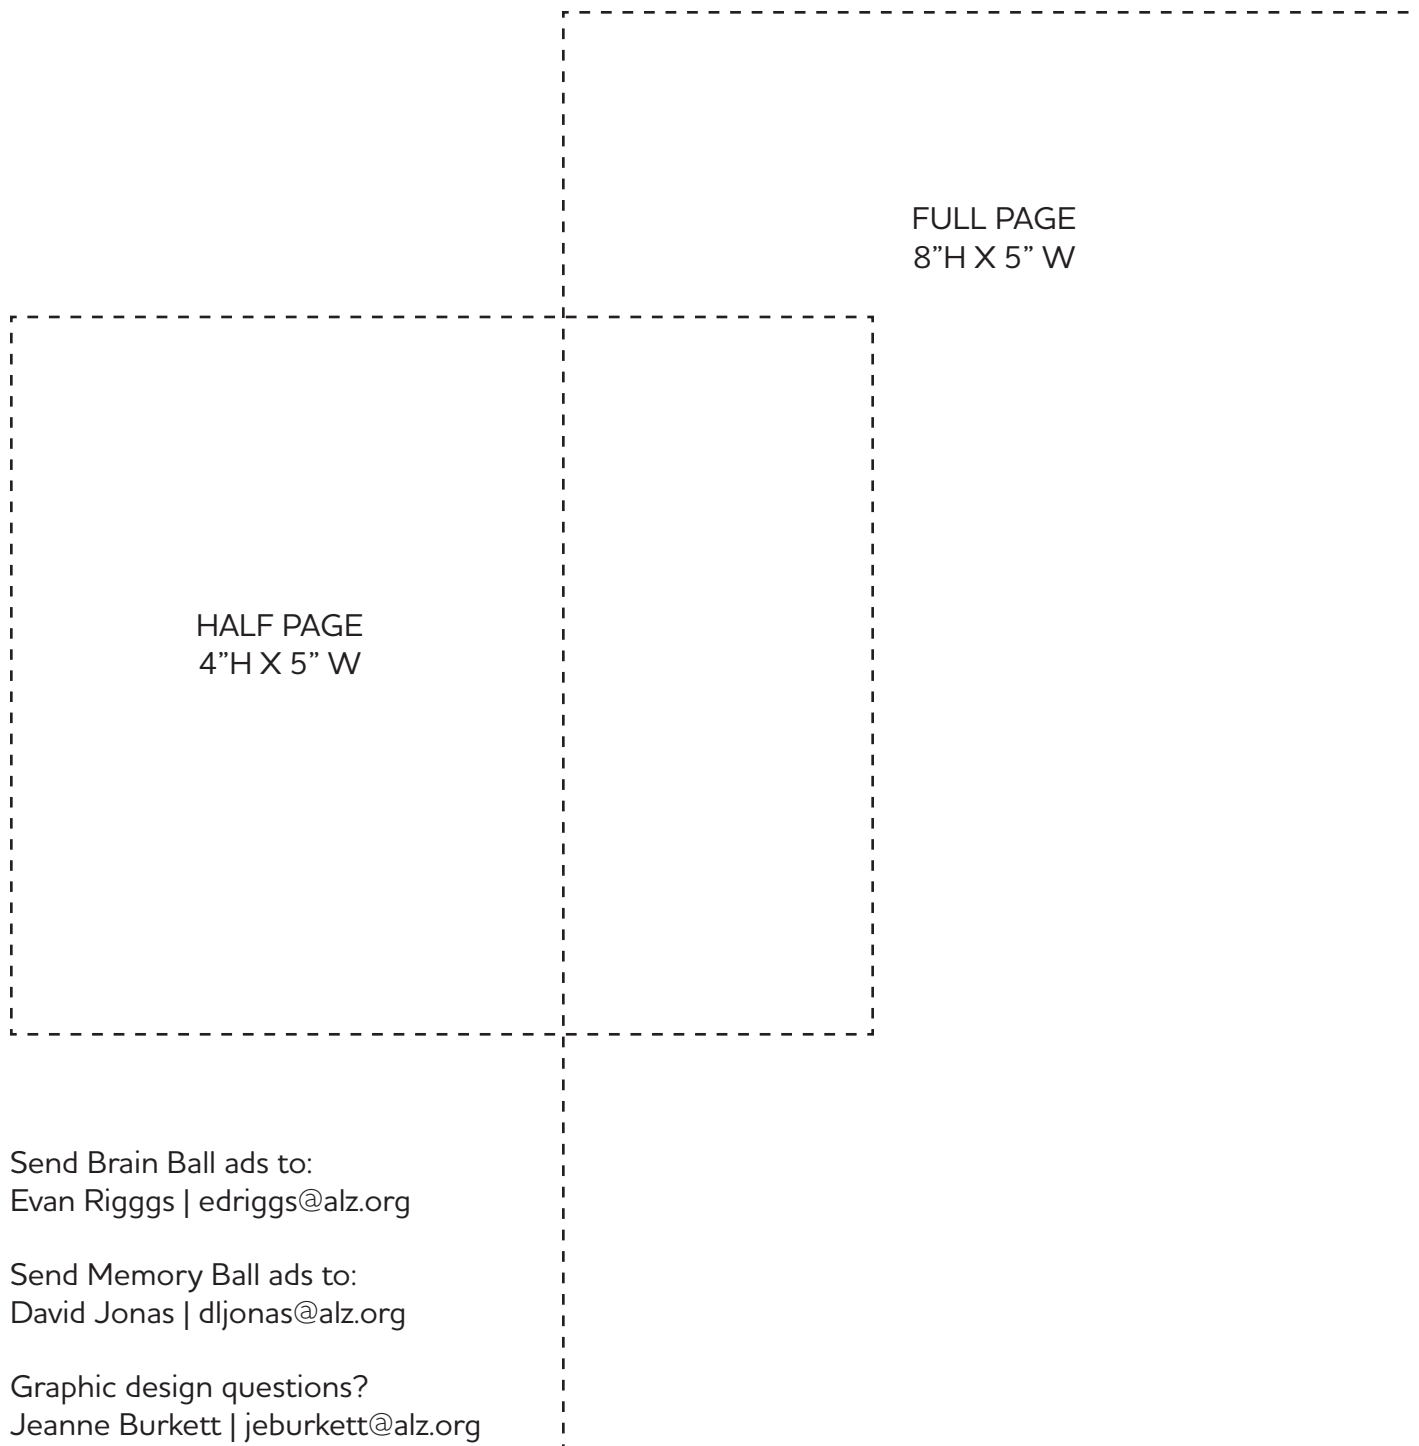 FULL PAGE
8”H X 5” W
HALF PAGE
4”H X 5” W
Send Brain Ball ads to:
Evan Rigggs | edriggs@alz.org
Send Memory Ball ads to:
David Jonas | dljonas@alz.org
Graphic design questions?
Jeanne Burkett | jeburkett@alz.org